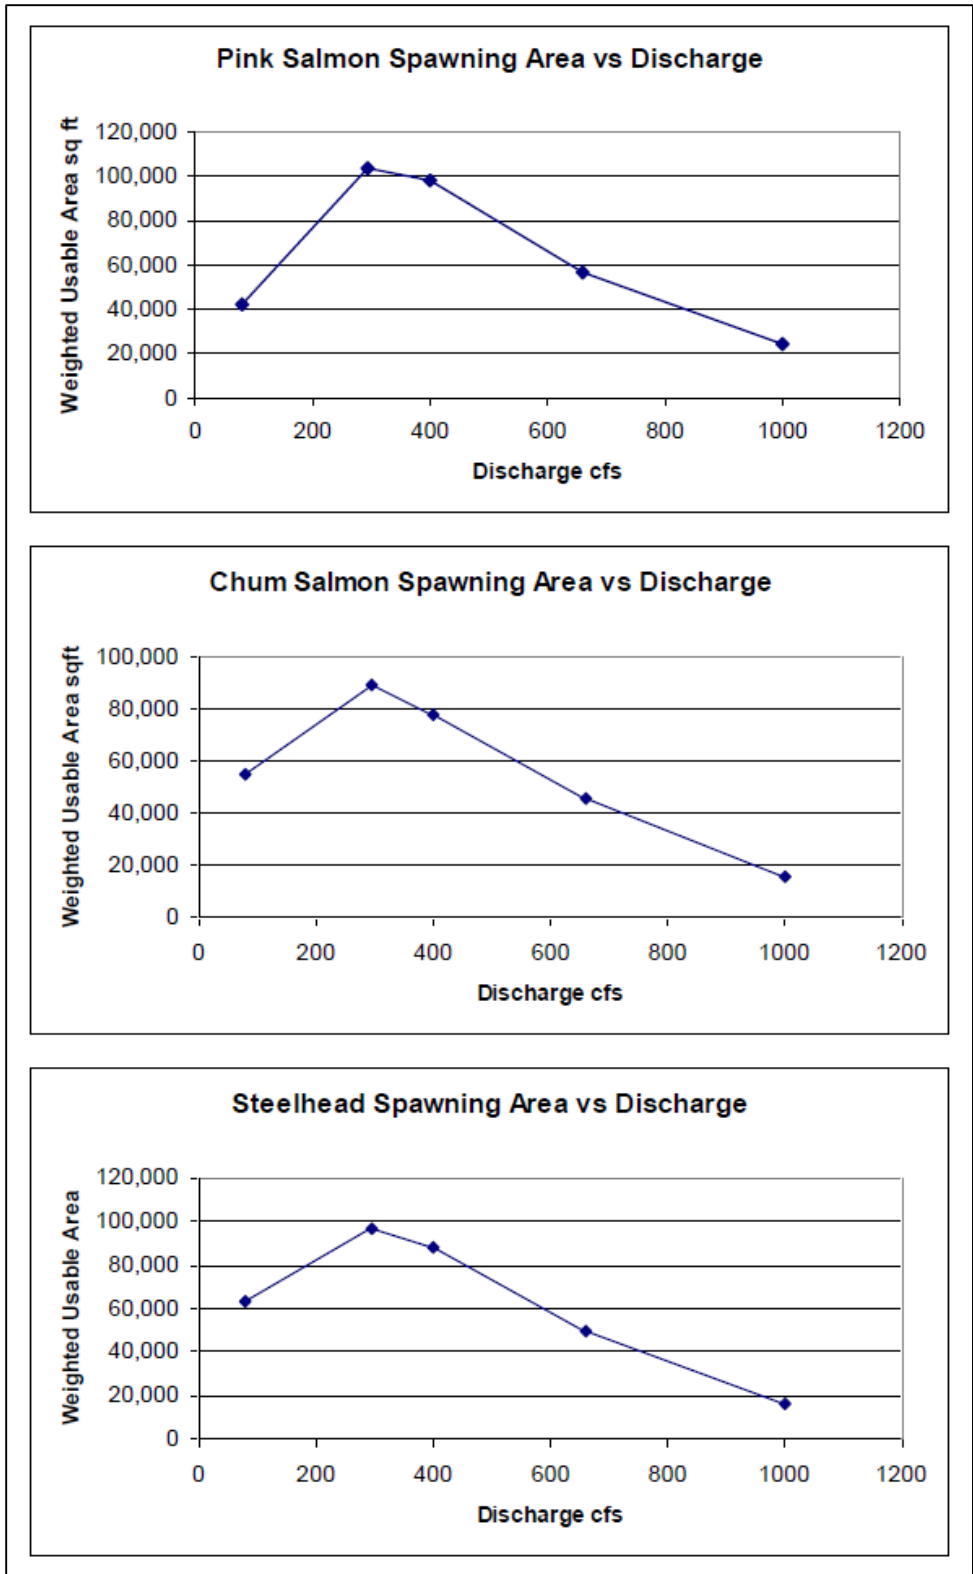 Pink Salmon Spawning Area vs Discharge
Weighted Usable Area sq ft
120,000
100,000
80,000
60,000
40,000
20,000
0
0 200 400 600 800 1000 1200
Discharge cfs
Chum Salmon Spawning Area vs Discharge
Weighted Usable Area sqft
100,000
80,000
60,000
40,000
20,000
0
0 200 400 600 800 1000 1200
Discharge cfs
Steelhead Spawning Area vs Discharge
Weighted Usable Area
120,000
100,000
80,000
60,000
40,000
20,000
0
0 200 400 600 800 1000 1200
Discharge cfs